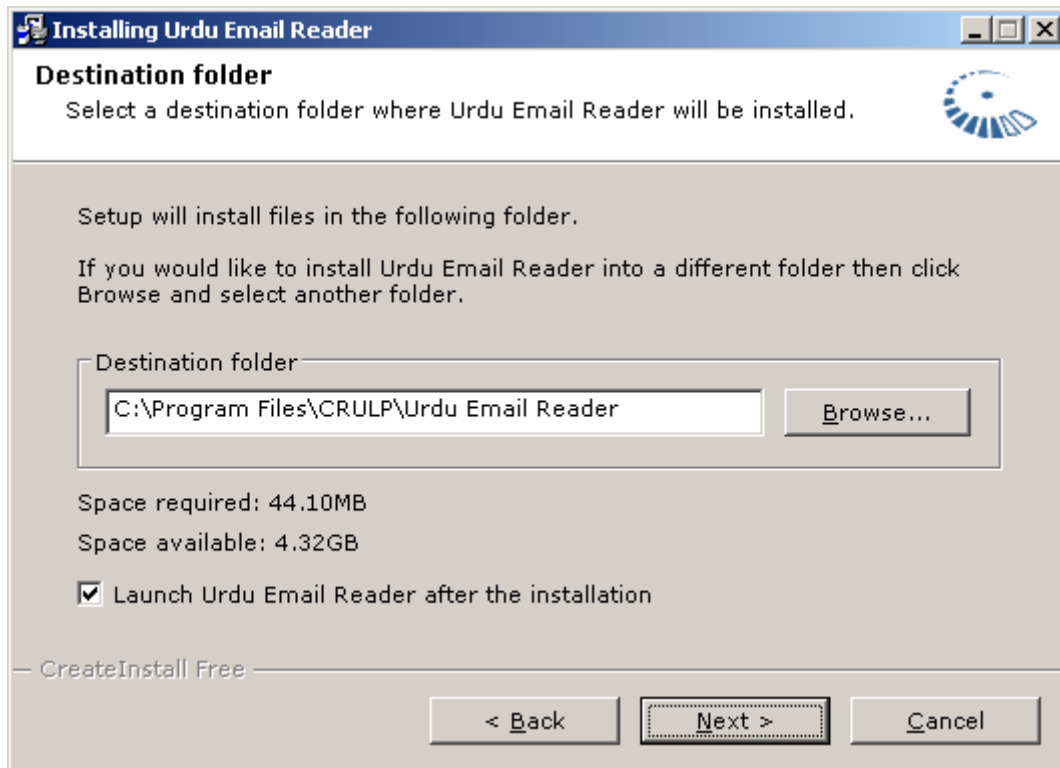 Installing Urdu Email Reader
Destination folder
Select a destination folder where Urdu Email Reader will be installed.
Setup will install files in the following folder.
If you would like to install Urdu Email Reader into a different folder then click
Browse and select another folder.
Destination folder
C:\Program Files\CRULP\Urdu Email Reader
Browse...
Space required: 44.10MB
Space available: 4.32GB
Launch Urdu Email Reader after the installation
CreateInstall Free
< Back
Next >
Cancel